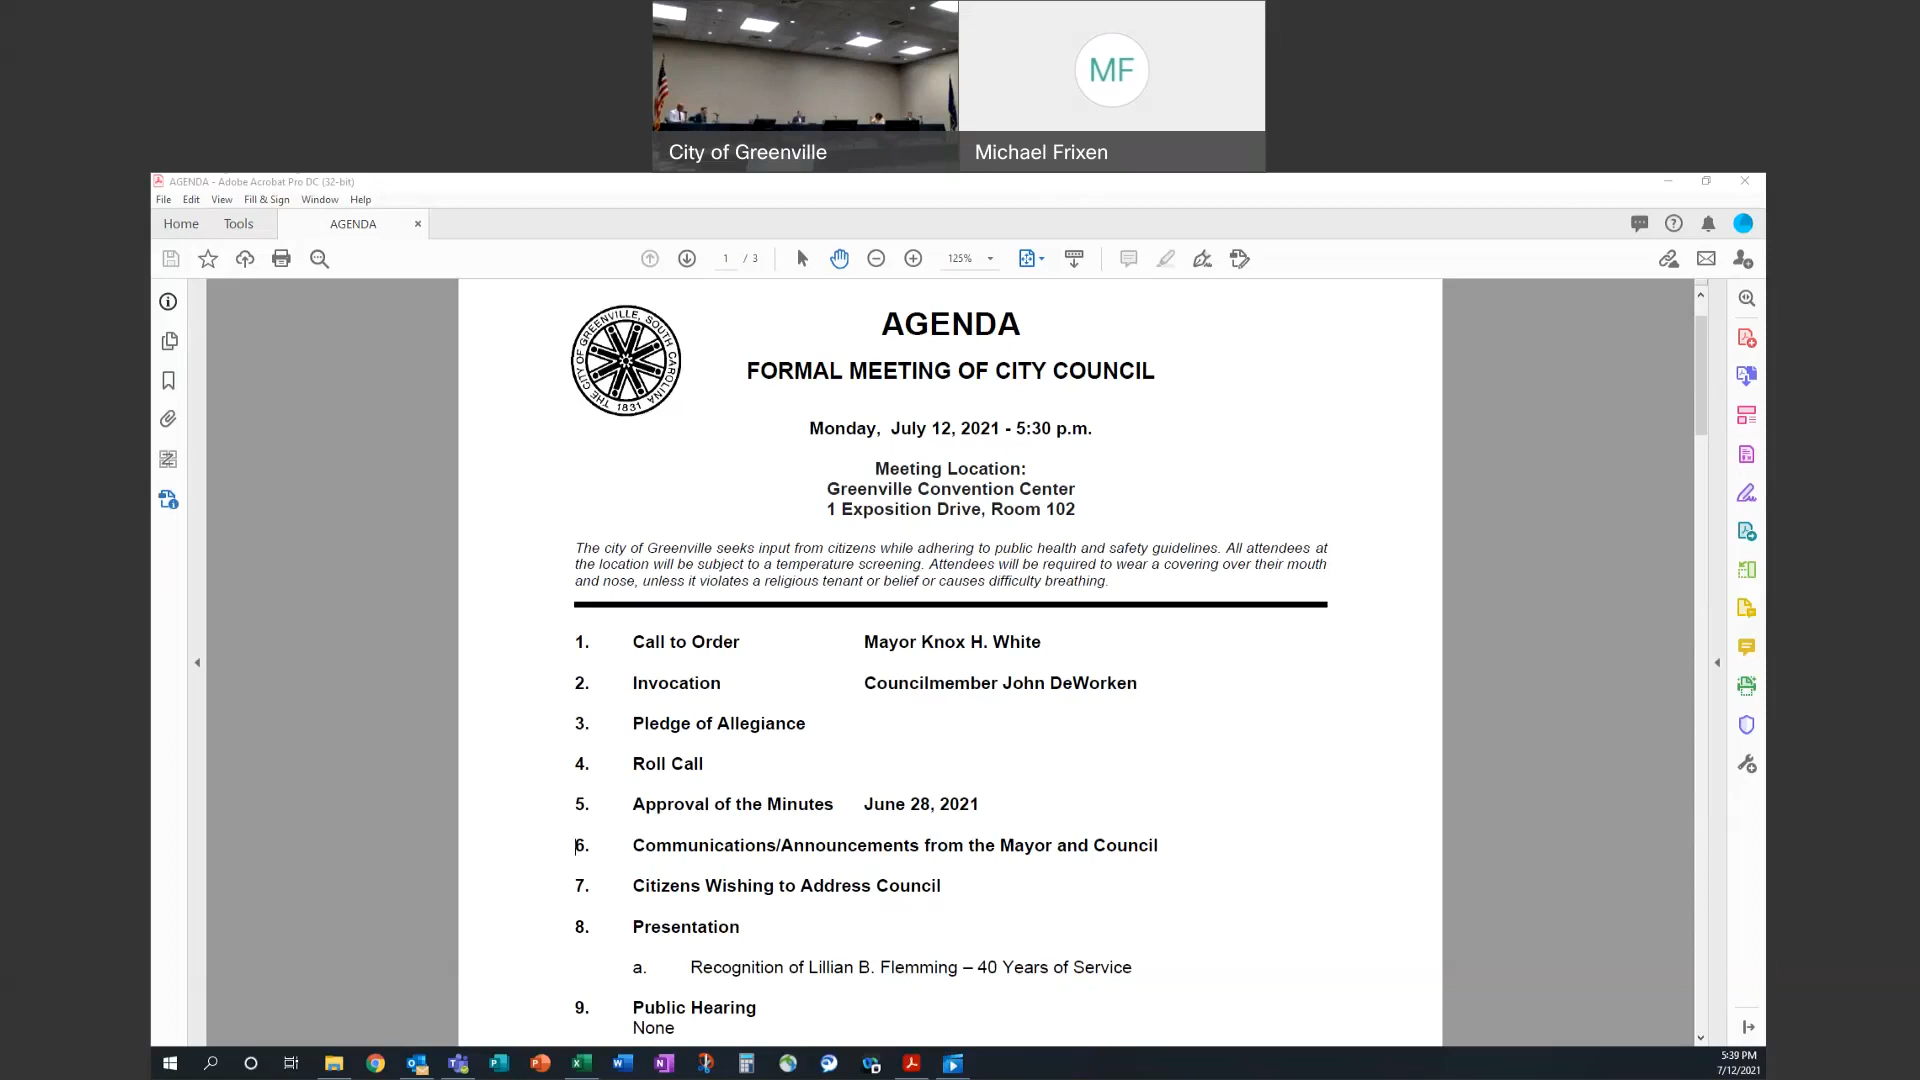 MF
City of Greenville
Michael Frixen
AGENDA - Adobe Acrobat Pro DC (32-bit)
File Edit View Fill & Sign Window Help
Home Tools AGENDA ×
1 / 3 125%
THE CITY OF GREENVILLE, SOUTH CAROLINA
1831
AGENDA
FORMAL MEETING OF CITY COUNCIL
Monday, July 12, 2021 - 5:30 p.m.
Meeting Location:
Greenville Convention Center
1 Exposition Drive, Room 102
The city of Greenville seeks input from citizens while adhering to public health and safety guidelines. All attendees at
the location will be subject to a temperature screening. Attendees will be required to wear a covering over their mouth
and nose, unless it violates a religious tenant or belief or causes difficulty breathing.
1. Call to Order Mayor Knox H. White
2. Invocation Councilmember John DeWorken
3. Pledge of Allegiance
4. Roll Call
5. Approval of the Minutes June 28, 2021
6. Communications/Announcements from the Mayor and Council
7. Citizens Wishing to Address Council
8. Presentation
a. Recognition of Lillian B. Flemming – 40 Years of Service
9. Public Hearing
None
5:39 PM
7/12/2021